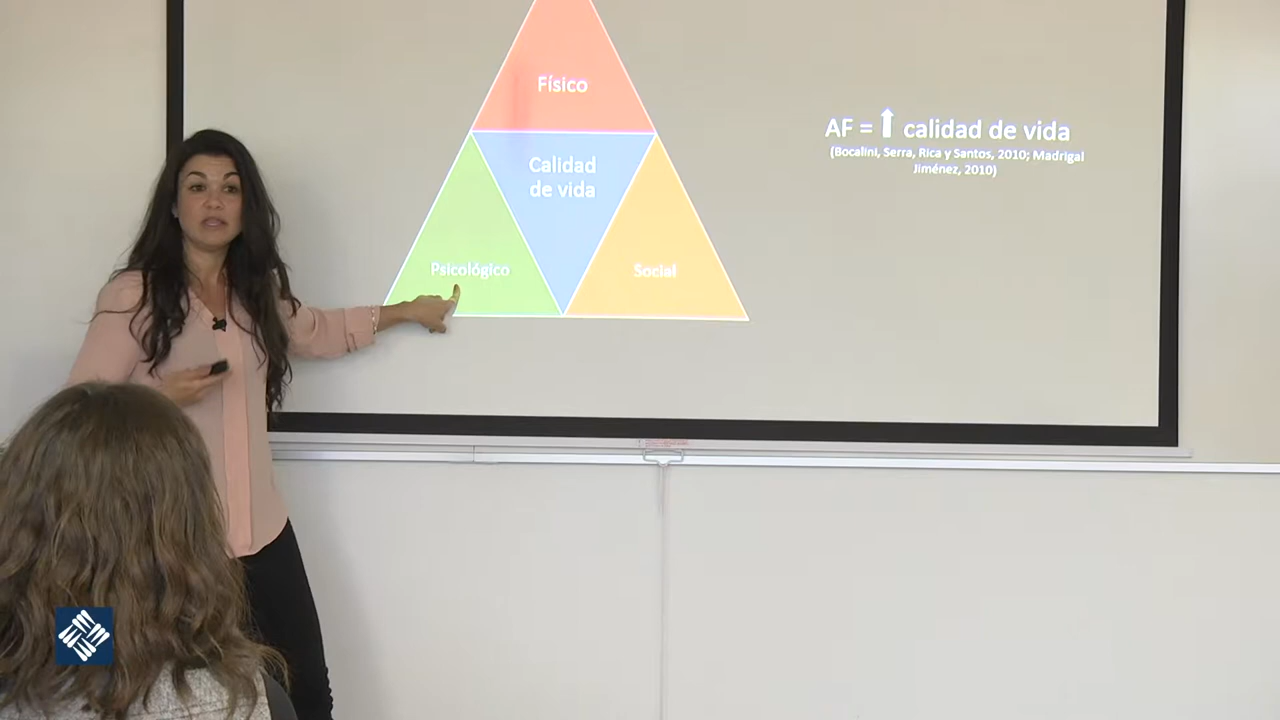 Físico
Calidad
de vida
Psicológico
Social
AF = ⬆ calidad de vida
(Bocalini, Serra, Rica y Santos, 2010; Madrigal
Jiménez, 2010)